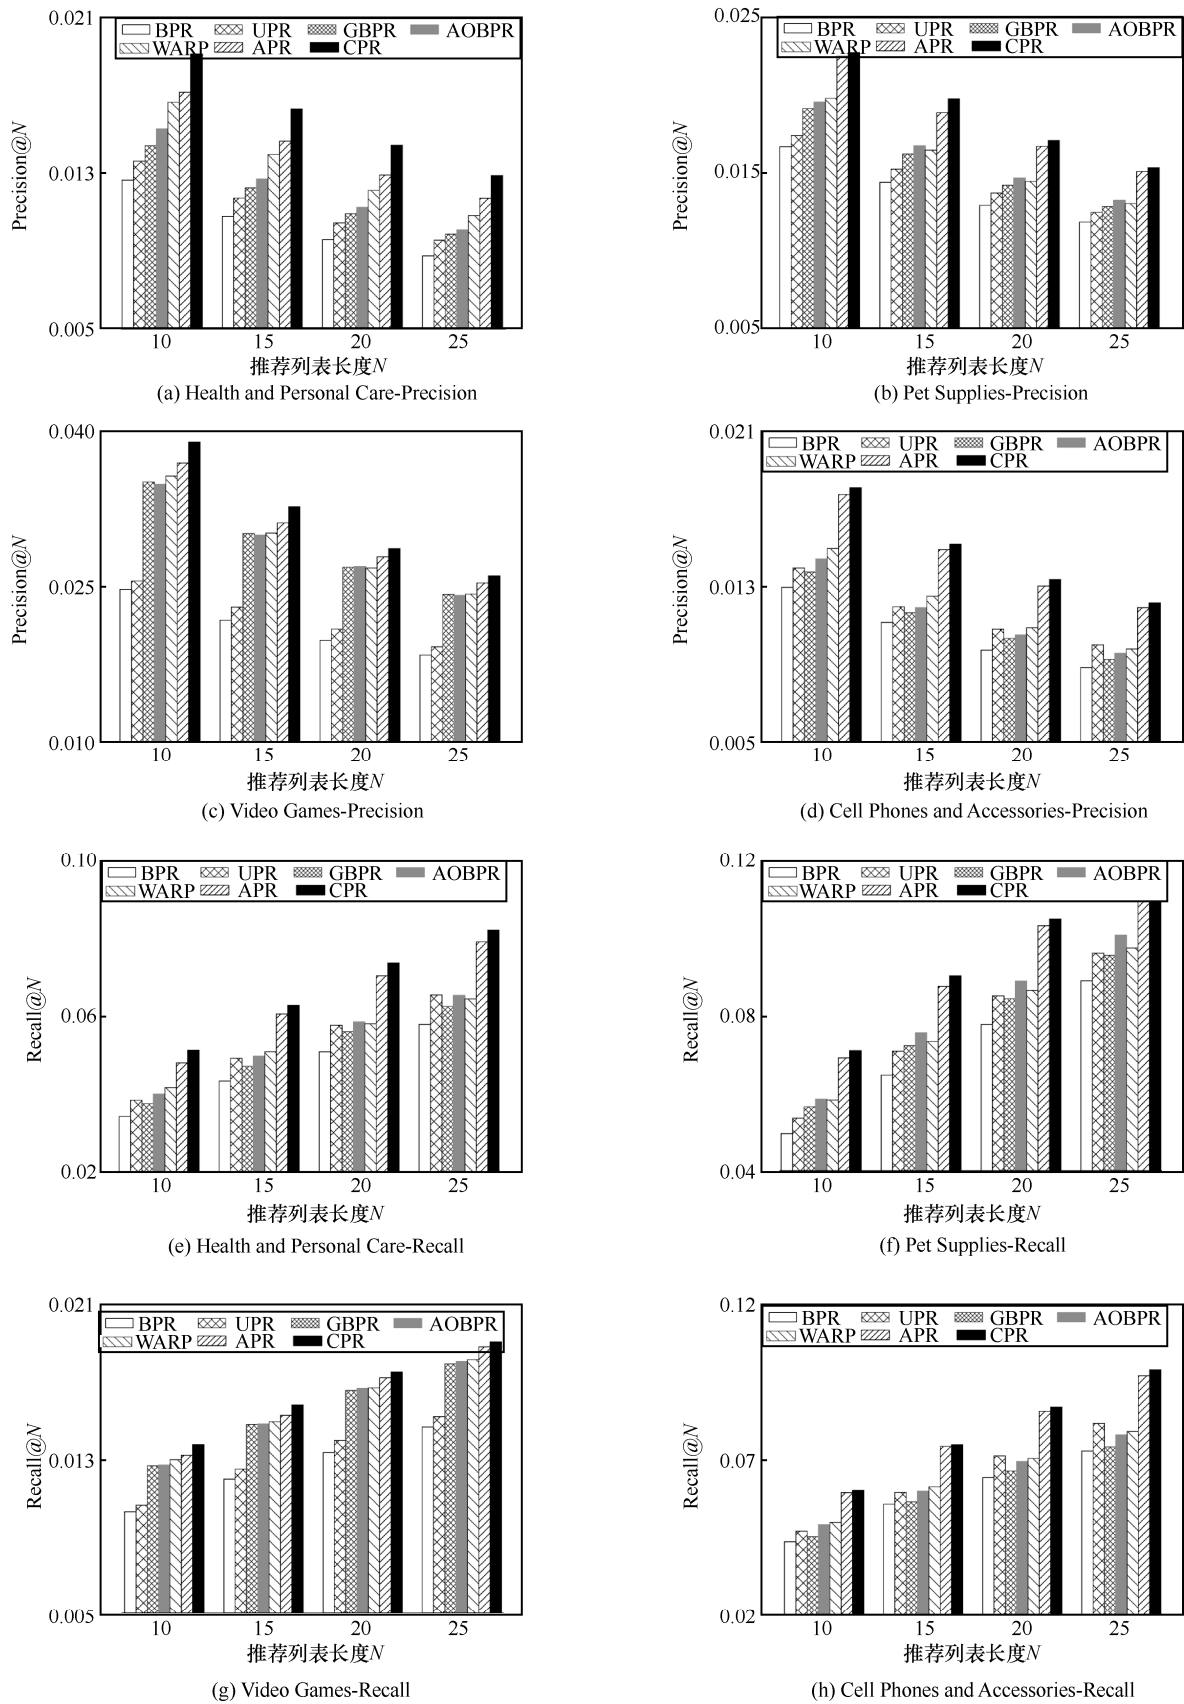 0.021
BPR UPR GBPR AOBPR
WARP APR CPR
Precision@N
0.013
0.005
10 15 20 25
推荐列表长度N
(a) Health and Personal Care-Precision
0.025
BPR UPR GBPR AOBPR
WARP APR CPR
Precision@N
0.015
0.005
10 15 20 25
推荐列表长度N
(b) Pet Supplies-Precision
0.040
Precision@N
0.025
0.010
10 15 20 25
推荐列表长度N
(c) Video Games-Precision
0.021
BPR UPR GBPR AOBPR
WARP APR CPR
Precision@N
0.013
0.005
10 15 20 25
推荐列表长度N
(d) Cell Phones and Accessories-Precision
0.10
BPR UPR GBPR AOBPR
WARP APR CPR
Recall@N
0.06
0.02
10 15 20 25
推荐列表长度N
(e) Health and Personal Care-Recall
0.12
BPR UPR GBPR AOBPR
WARP APR CPR
Recall@N
0.08
0.04
10 15 20 25
推荐列表长度N
(f) Pet Supplies-Recall
0.021
BPR UPR GBPR AOBPR
WARP APR CPR
Recall@N
0.013
0.005
10 15 20 25
推荐列表长度N
(g) Video Games-Recall
0.12
BPR UPR GBPR AOBPR
WARP APR CPR
Recall@N
0.07
0.02
10 15 20 25
推荐列表长度N
(h) Cell Phones and Accessories-Recall